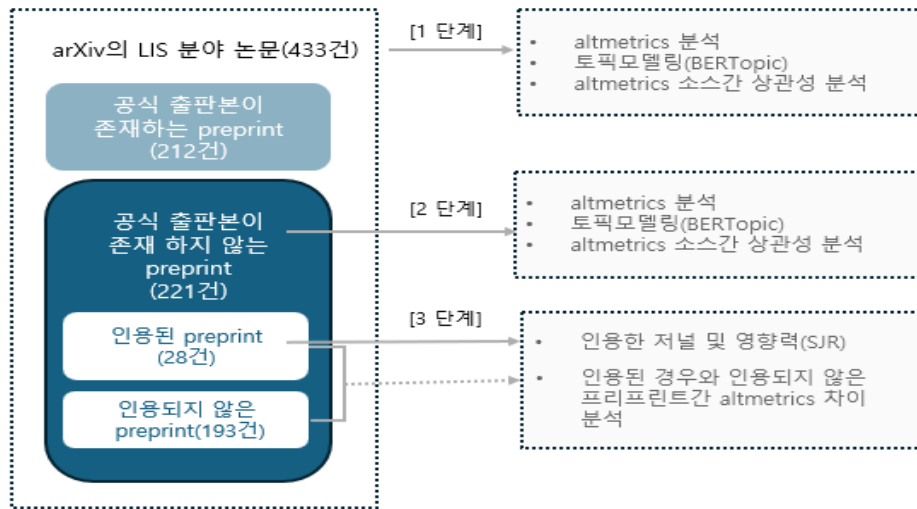 arXiv의 LIS 분야 논문(433건)
공식 출판본이
존재하는 preprint
(212건)
공식 출판본이
존재 하지 않는
preprint
(221건)
인용된 preprint
(28건)
인용되지 않은
preprint(193건)
[1 단계]
• altmetrics 분석
• 토픽모델링(BERTopic)
• altmetrics 소스간 상관성 분석
[2 단계]
• altmetrics 분석
• 토픽모델링(BERTopic)
• altmetrics 소스간 상관성 분석
[3 단계]
• 인용한 저널 및 영향력(SJR)
• 인용된 경우와 인용되지 않은
프리프린트간 altmetrics 차이
분석